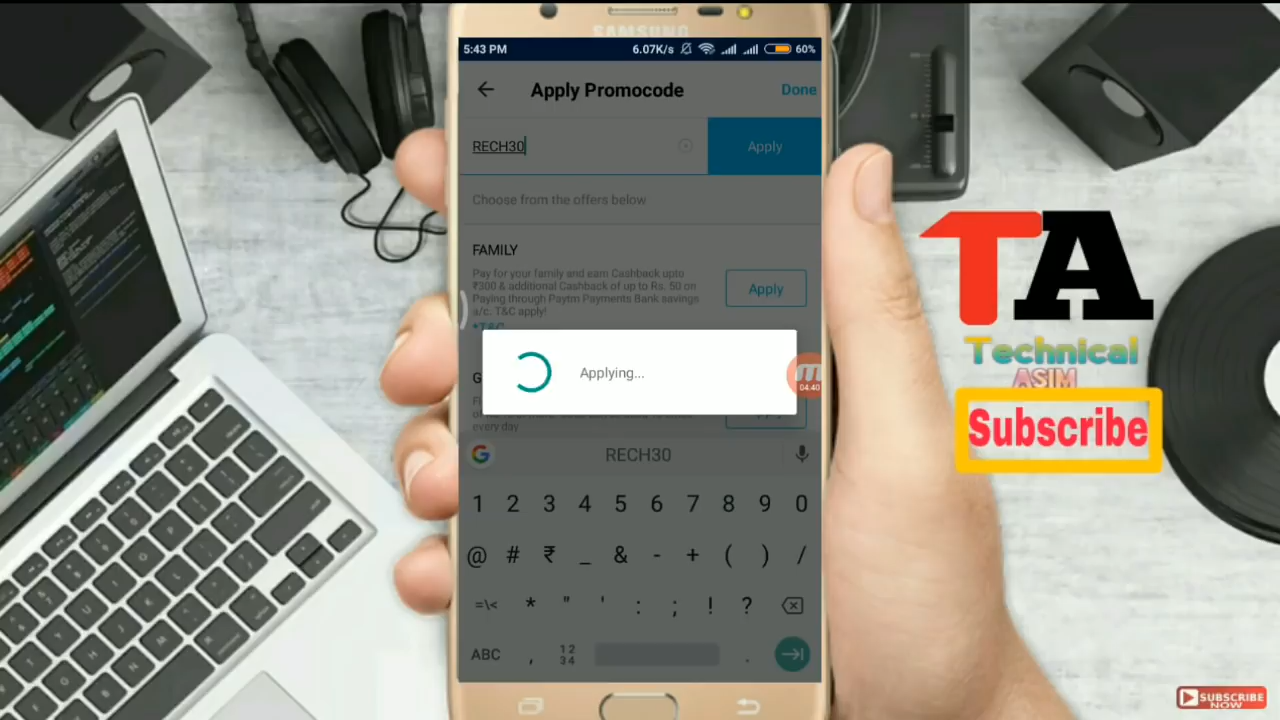 SAMSUNG
5:43 PM 6.07K/s 60%
Apply Promocode Done
RECH30 Apply
Choose from the offers below
FAMILY
Pay for your family and earn Cashback upto
₹300 & additional Cashback of up to Rs. 50 on
Paying through Paytm Payments Bank savings
a/c. T&C apply!
*T&C
Apply
Applying...
04:40
every day
G RECH30
1 2 3 4 5 6 7 8 9 0
@ # ₹ _ & - + ( ) /
=\< * " ' : ; ! ?
ABC , 12 .
34
TA
Technical
ASIM
Subscribe
SUBSCRIBE
NOW